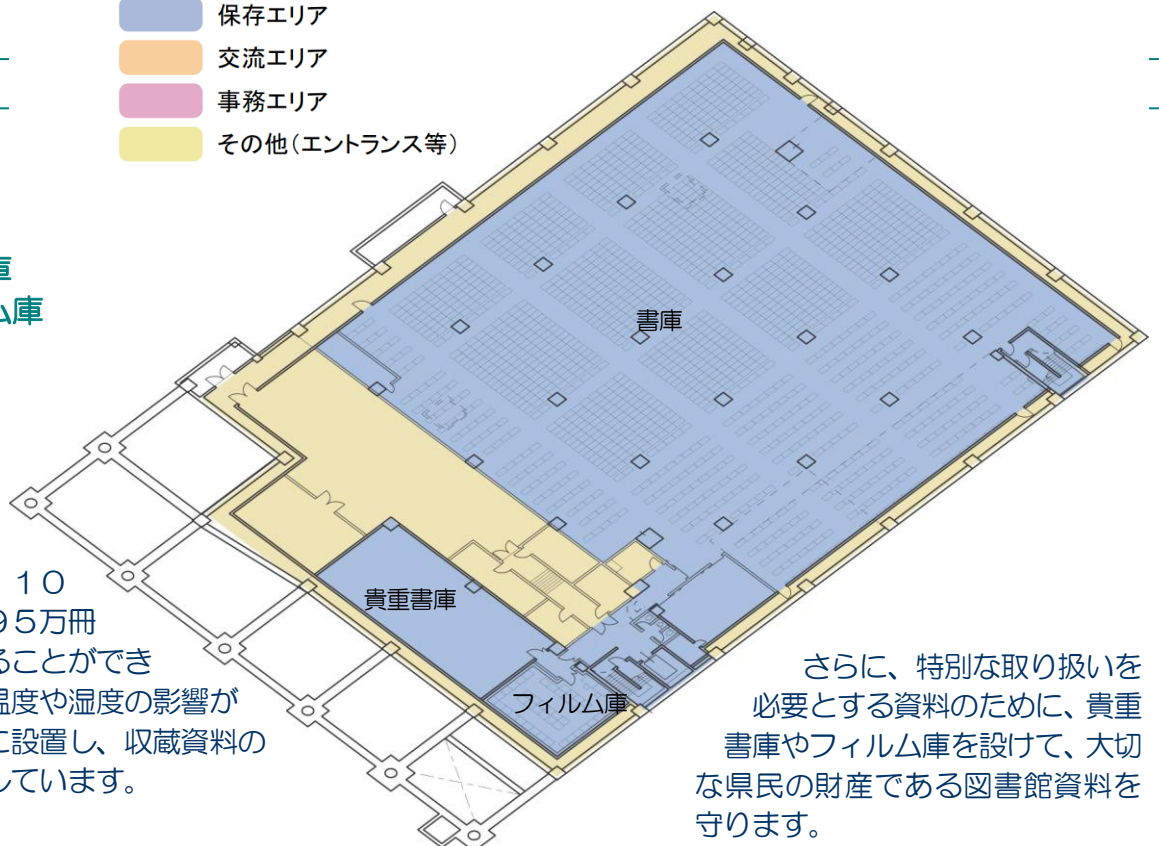 保存エリア
交流エリア
事務エリア
その他(エントランス等)
庫
ム庫
書庫
貴重書庫
フィルム庫
10
95万冊
ることができ
温度や湿度の影響が
に設置し、収蔵資料の
しています。
さらに、特別な取り扱いを
必要とする資料のために、貴重
書庫やフィルム庫を設けて、大切
な県民の財産である図書館資料を
守ります。